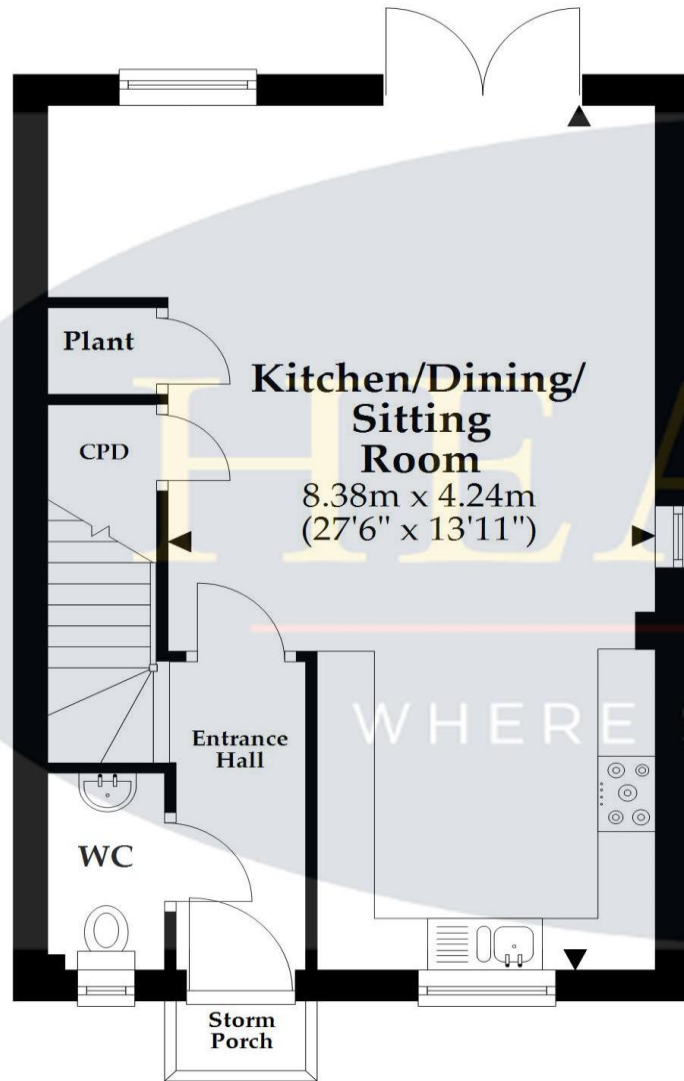 Plant
CPD
Kitchen/Dining/
Sitting
Room
8.38m x 4.24m
(27'6" x 13'11")
HEA
WHERE
Entrance
Hall
WC
Storm
Porch